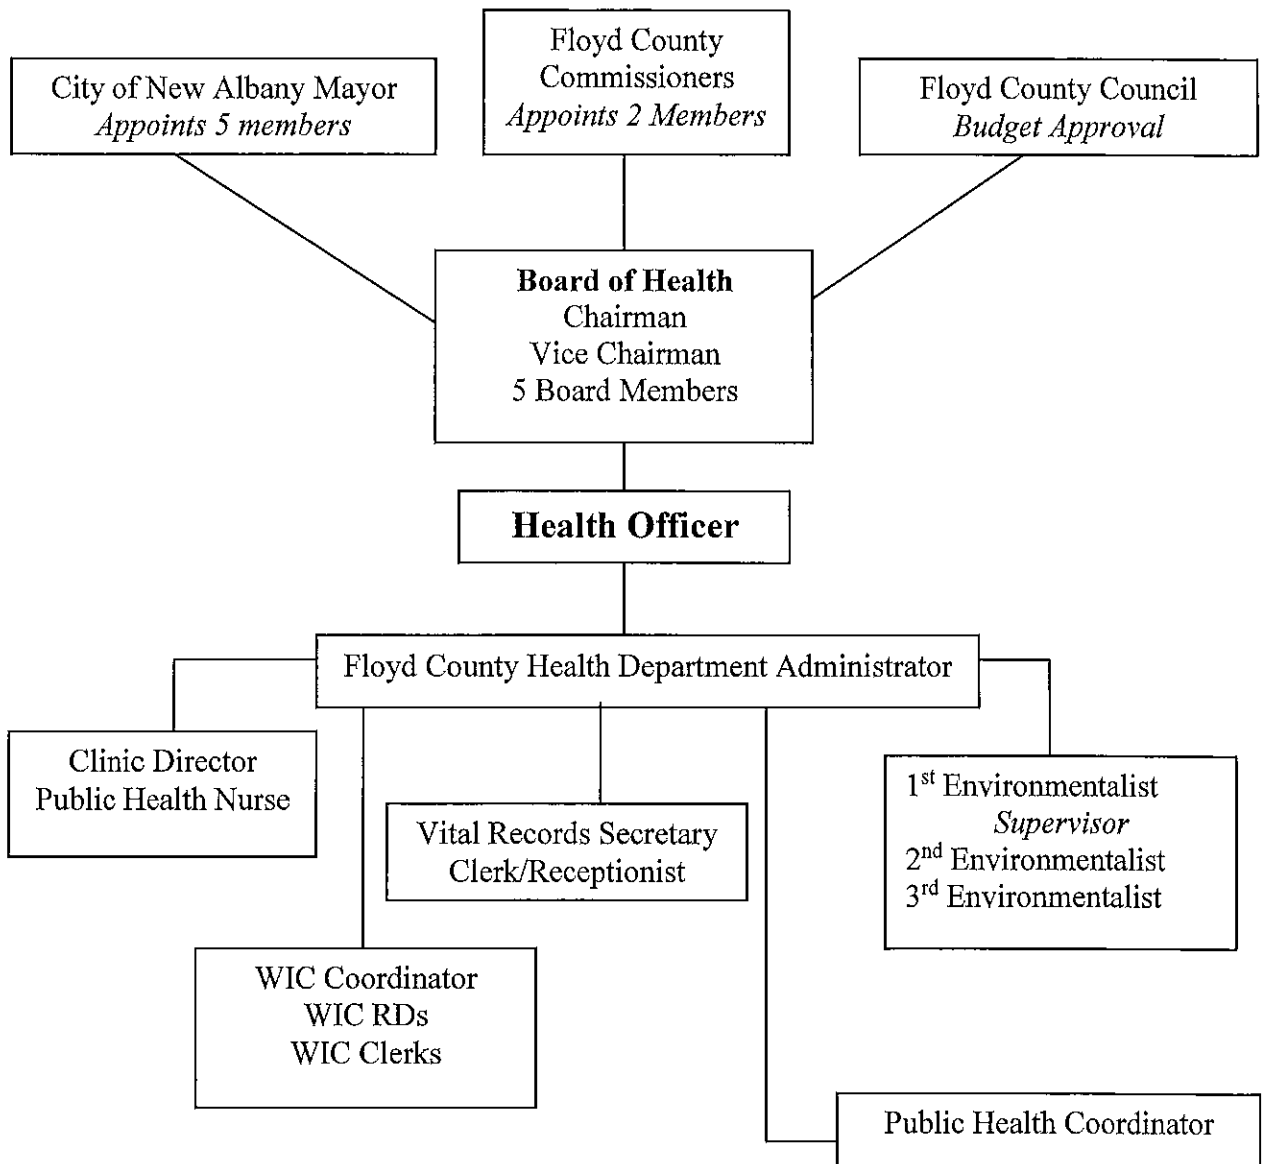 City of New Albany Mayor
Appoints 5 members
Floyd County
Commissioners
Appoints 2 Members
Floyd County Council
Budget Approval
Board of Health
Chairman
Vice Chairman
5 Board Members
Health Officer
Floyd County Health Department Administrator
Clinic Director
Public Health Nurse
Vital Records Secretary
Clerk/Receptionist
1st Environmentalist
Supervisor
2nd Environmentalist
3rd Environmentalist
WIC Coordinator
WIC RDs
WIC Clerks
Public Health Coordinator